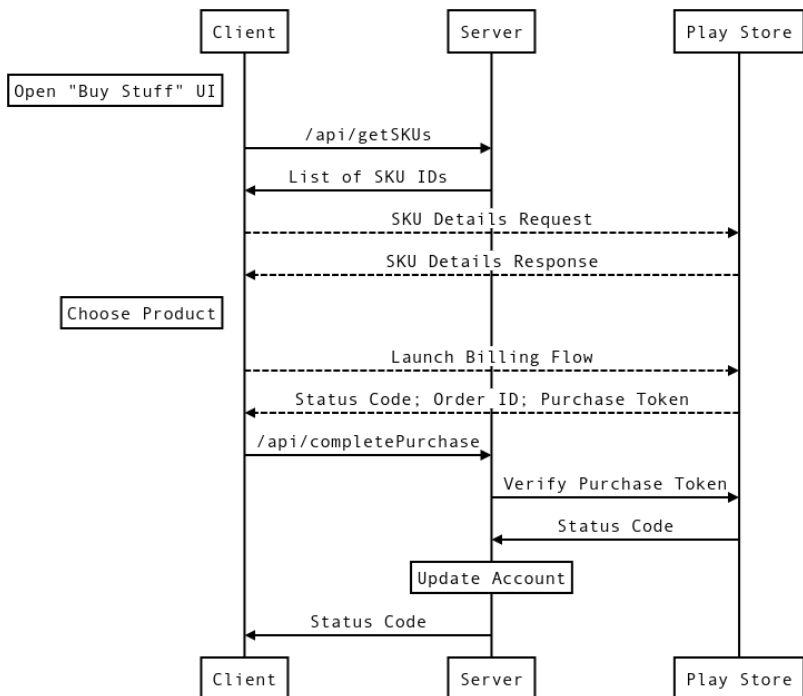 Client
Server
Play Store
Open "Buy Stuff" UI
/api/getSKUs
List of SKU IDs
SKU Details Request
SKU Details Response
Choose Product
Launch Billing Flow
Status Code; Order ID; Purchase Token
/api/completePurchase
Verify Purchase Token
Status Code
Update Account
Status Code
Client
Server
Play Store